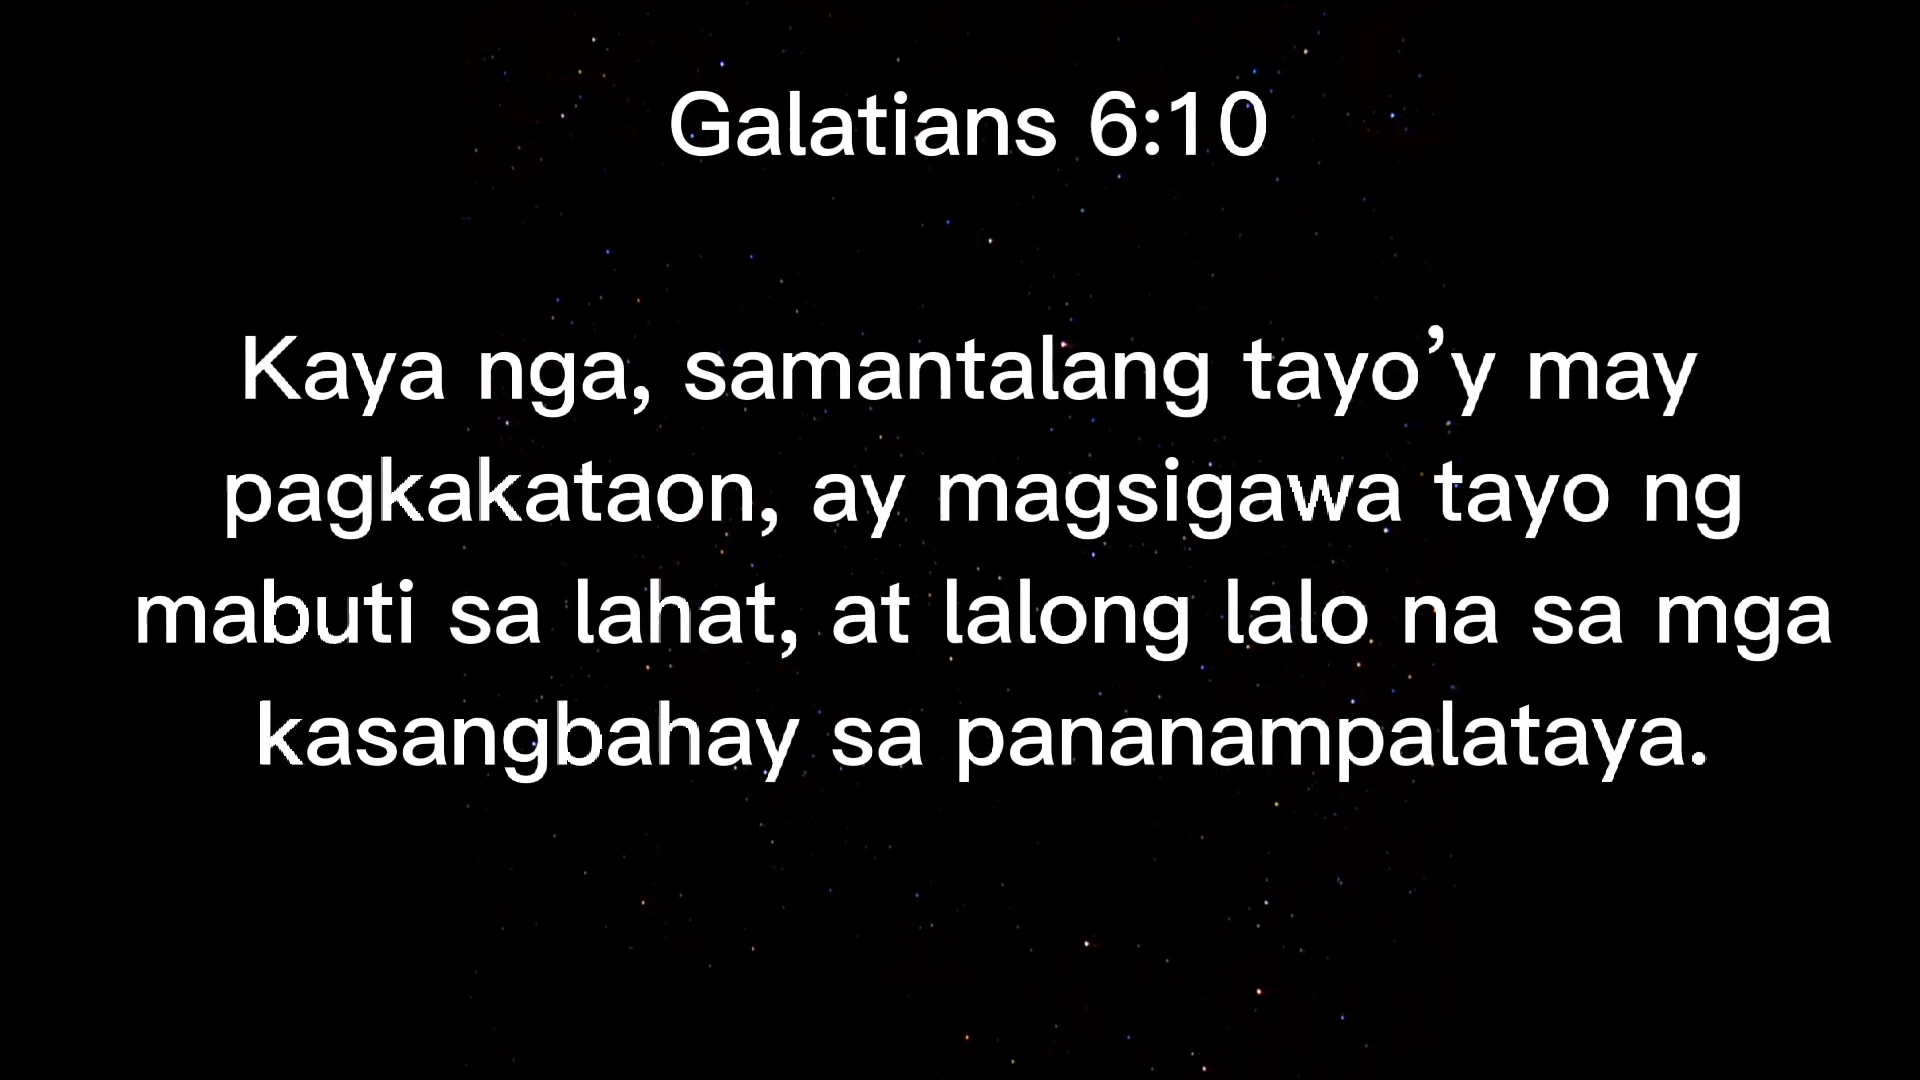 Galatians 6:10
Kaya nga, samantalang tayo’y may
pagkakataon, ay magsigawa tayo ng
mabuti sa lahat, at lalong lalo na sa mga
kasangbahay sa pananampalataya.